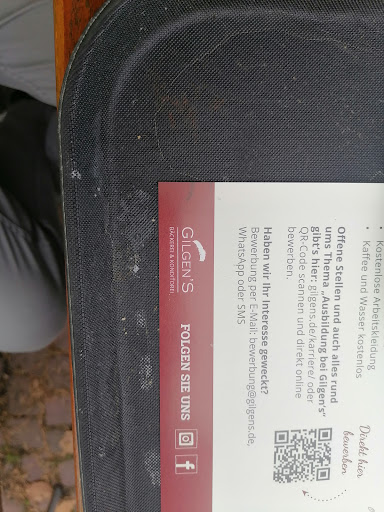 • Kostenlose Arbeitskleidung
• Kaffee und Wasser kostenlos
Offene Stellen und auch alles rund
ums Thema „Ausbildung bei Gilgen’s“
gibt’s hier: gilgens.de/karriere/ oder
QR-Code scannen und direkt online
bewerben.
Direkt hier
bewerben
Haben wir Ihr Interesse geweckt?
Bewerbung per E-Mail: bewerbung@gilgens.de,
WhatsApp oder SMS
GILGEN’S
BÄCKEREI & KONDITOREI
FOLGEN SIE UNS